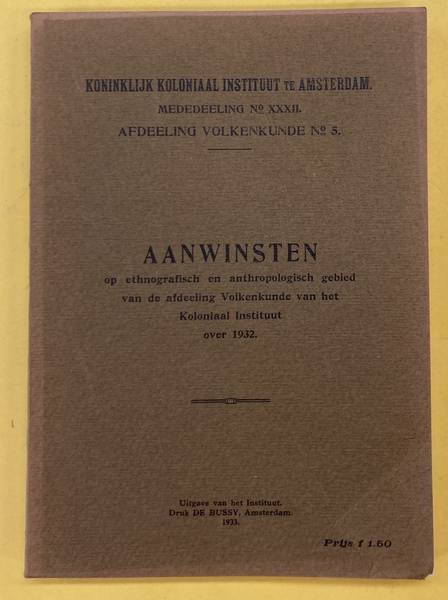 KONINKLIJK KOLONIAAL INSTITUUT TE AMSTERDAM.
MEDEDEELING No XXXII.
AFDEELING VOLKENKUNDE No 5.
AANWINSTEN
op ethnografisch en anthropologisch gebied
van de afdeeling Volkenkunde van het
Koloniaal Instituut
over 1932.
Uitgave van het Instituut.
Druk DE BUSSY, Amsterdam.
1933.
Prijs f 1.50